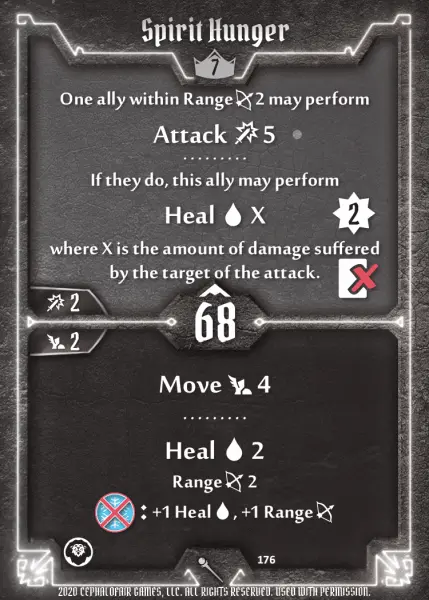 Spirit Hunger
7
One ally within Range 2 may perform
Attack 5
If they do, this ally may perform
Heal X
2
where X is the amount of damage suffered
by the target of the attack.
2
68
2
Move 4
Heal 2
Range 2
: +1 Heal , +1 Range
176
2020 CEPHALOFAIR GAMES, LLC. ALL RIGHTS RESERVED. USED WITH PERMISSION.